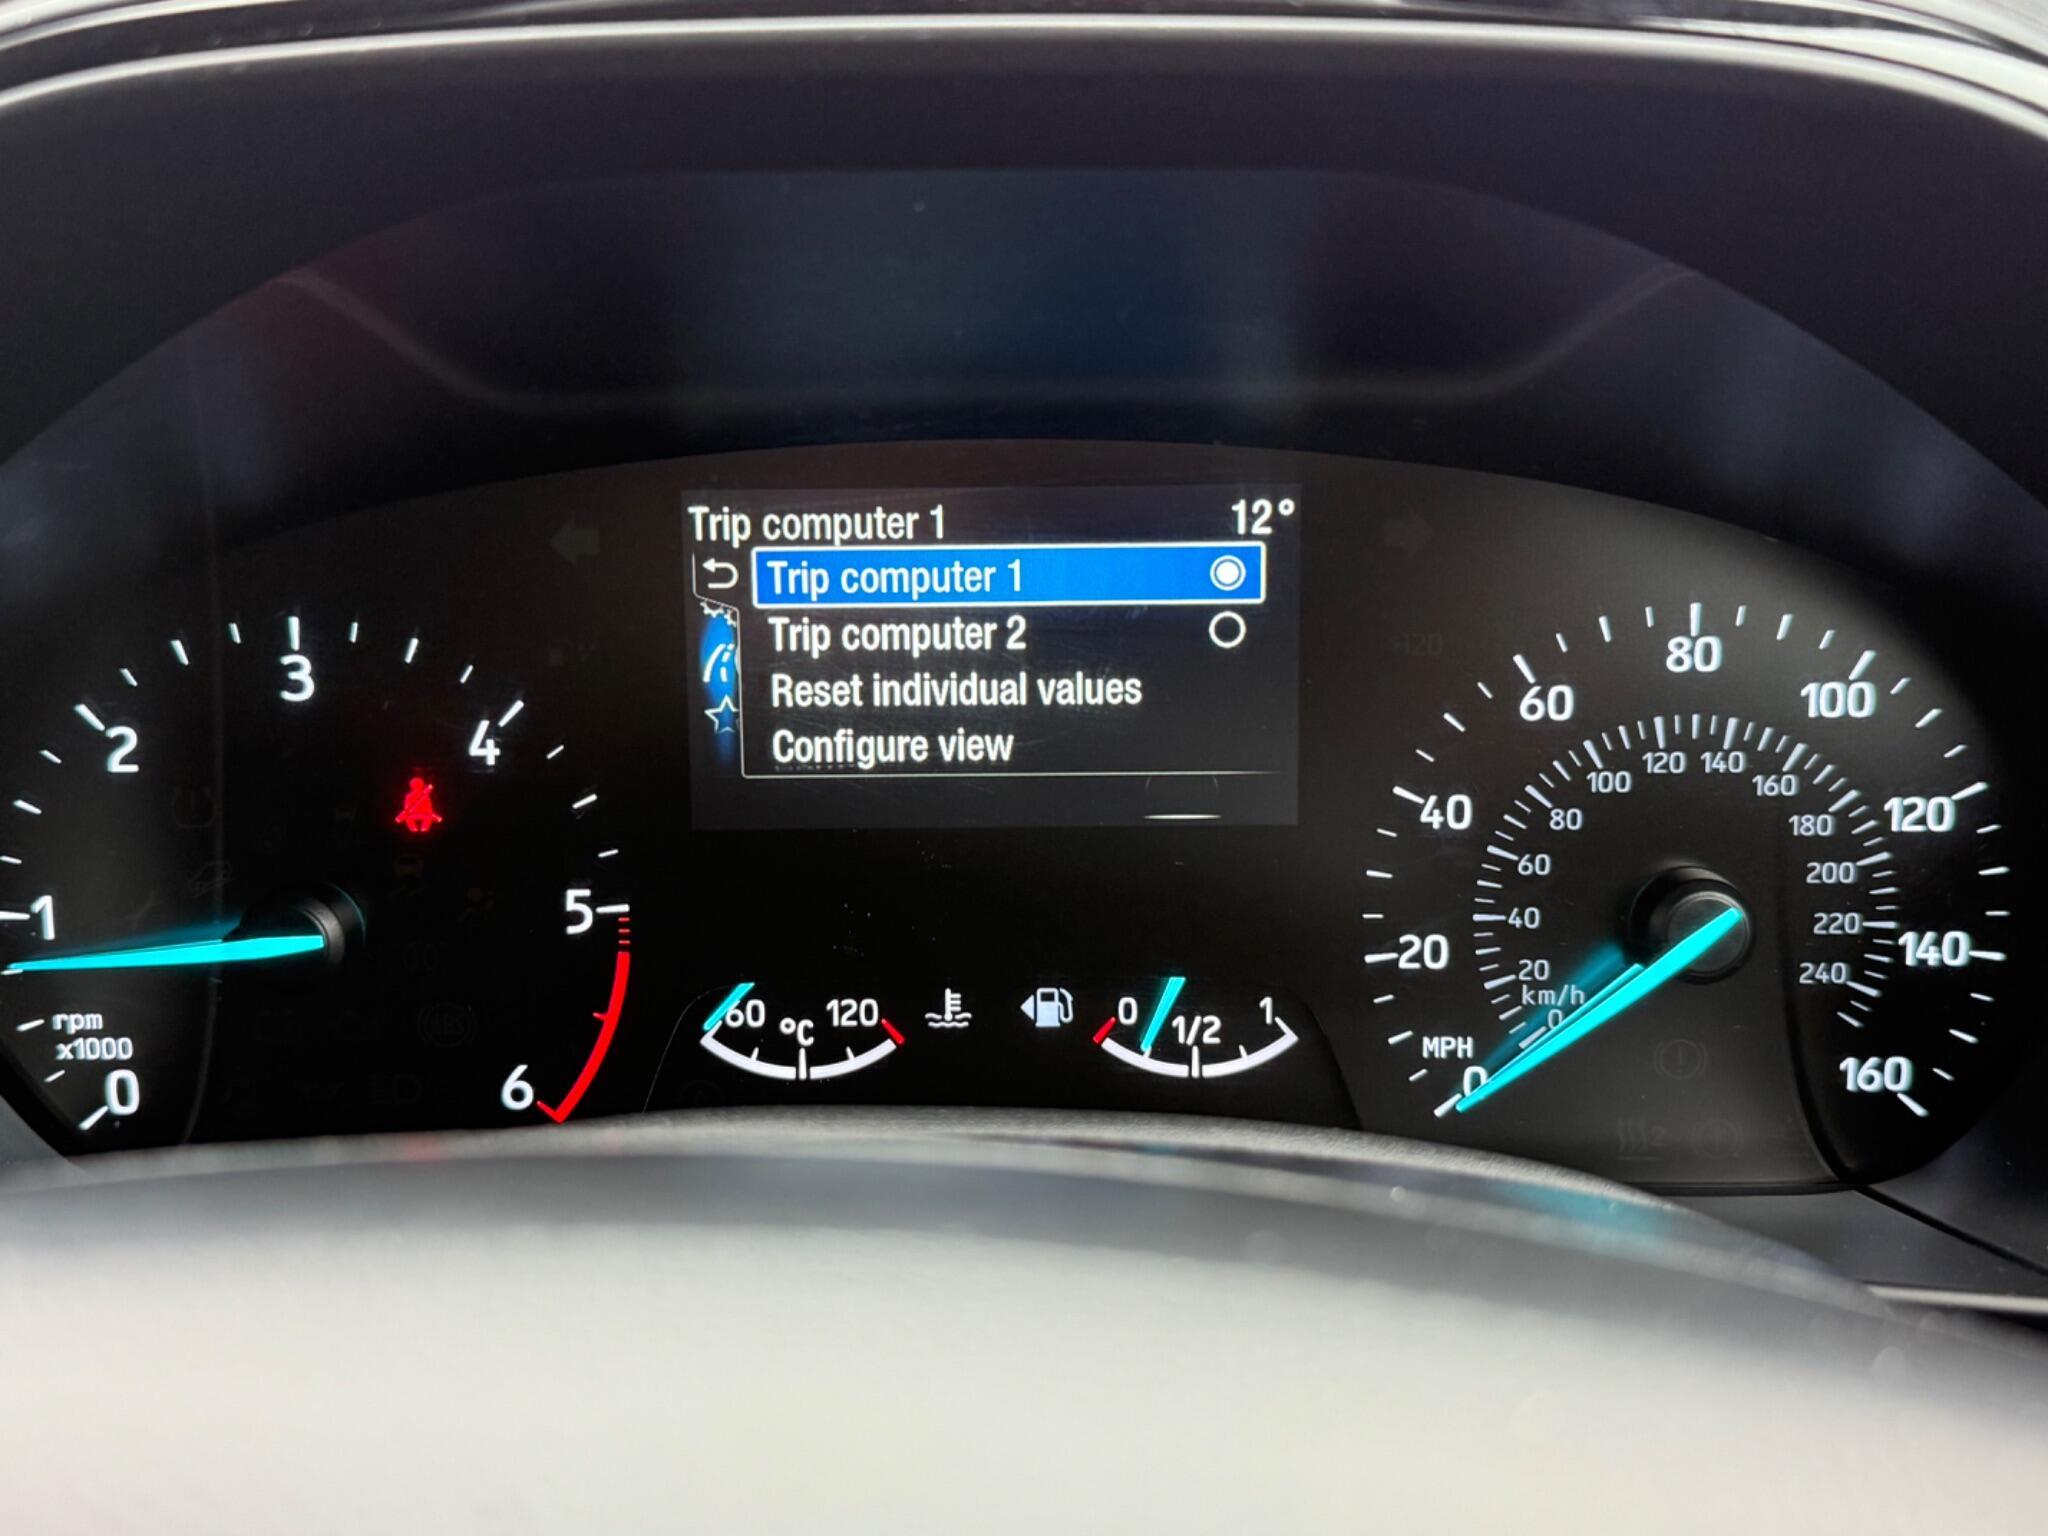 Trip computer 1 12°
Trip computer 1
Trip computer 2
Reset individual values
Configure view
0
1
2
3
4
5
6
rpm
x1000
60 °C 120
0 1/2 1
0
20
40
60
80
100
120
140
160
MPH
km/h
0
20
40
60
80
100
120
140
160
180
200
220
240